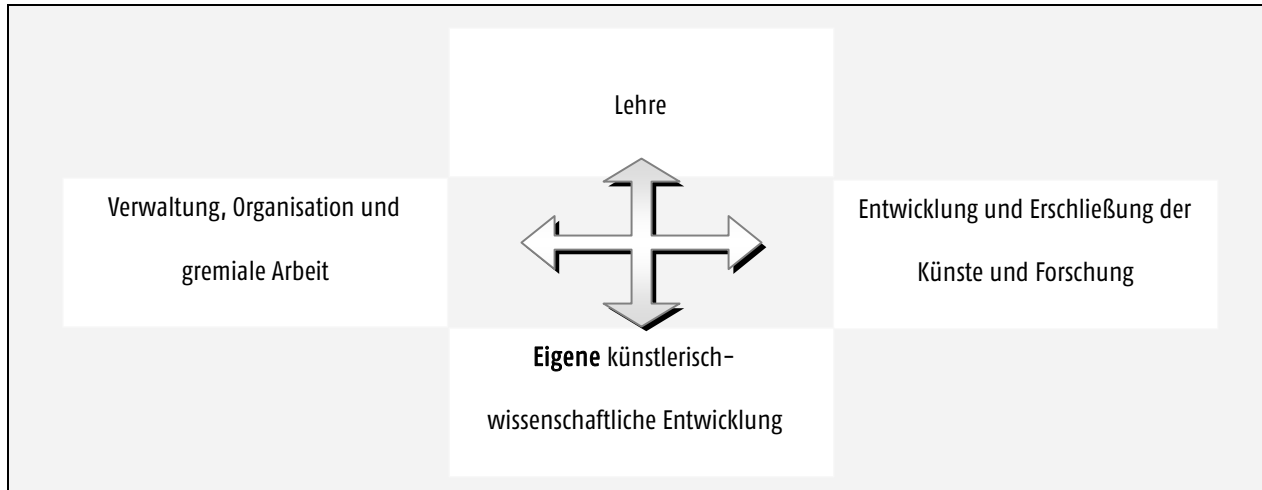 Lehre
Verwaltung, Organisation und
gremiale Arbeit
Entwicklung und Erschließung der
Künste und Forschung
Eigene künstlerisch-
wissenschaftliche Entwicklung